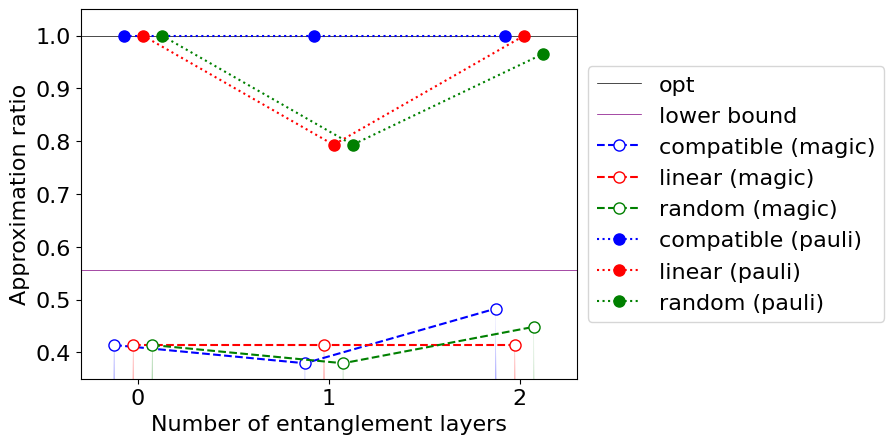 1.0
0.9
0.8
0.7
0.6
0.5
0.4
Approximation ratio
0
1
2
Number of entanglement layers
opt
lower bound
compatible (magic)
linear (magic)
random (magic)
compatible (pauli)
linear (pauli)
random (pauli)